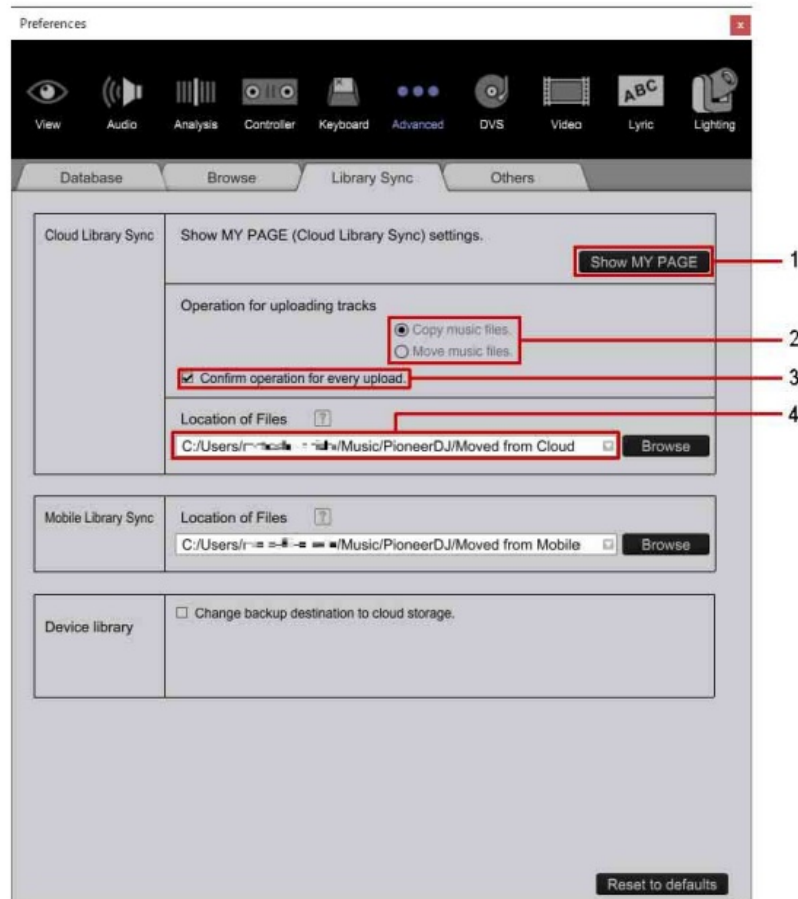 Preferences
x
View Audio Analysis Controller Keyboard Advanced DVS Video ABC Lyric Lighting
Database Browse Library Sync Others
Cloud Library Sync
Show MY PAGE (Cloud Library Sync) settings.
Show MY PAGE
1
Operation for uploading tracks
Copy music files.
Move music files.
2
Confirm operation for every upload.
3
Location of Files ?
4
C:/Users/ /Music/PioneerDJ/Moved from Cloud Browse
Mobile Library Sync
Location of Files ?
C:/Users/ /Music/PioneerDJ/Moved from Mobile Browse
Device library
Change backup destination to cloud storage.
Reset to defaults